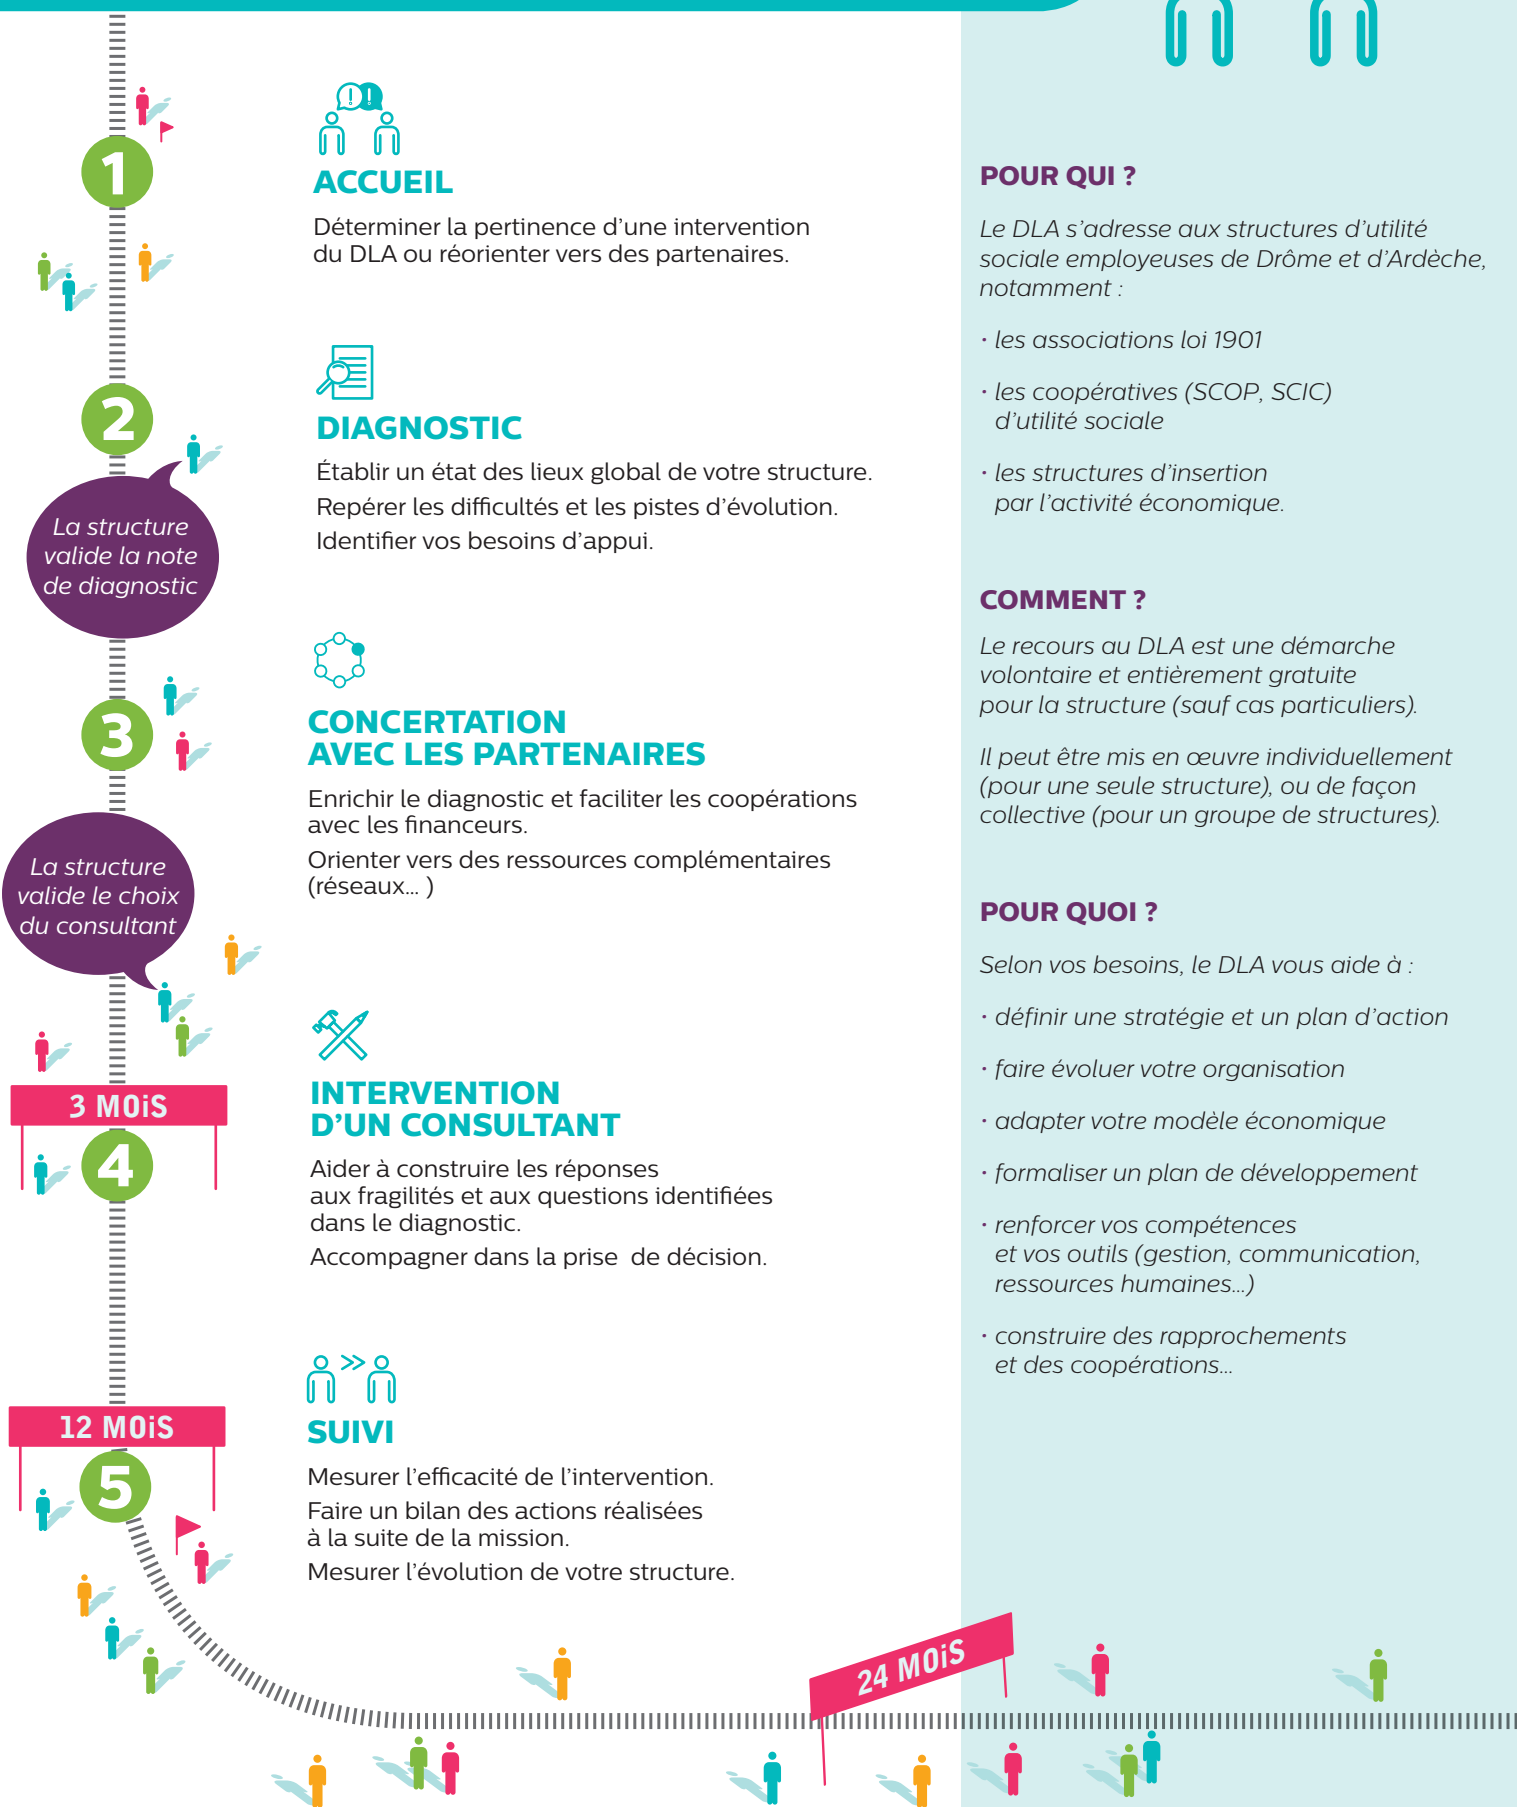 1
ACCUEIL
Déterminer la pertinence d'une intervention
du DLA ou réorienter vers des partenaires.
2
DIAGNOSTIC
Établir un état des lieux global de votre structure.
Repérer les difficultés et les pistes d'évolution.
Identifier vos besoins d'appui.
La structure
valide la note
de diagnostic
3
CONCERTATION
AVEC LES PARTENAIRES
Enrichir le diagnostic et faciliter les coopérations
avec les financeurs.
Orienter vers des ressources complémentaires
(réseaux... )
La structure
valide le choix
du consultant
3 MOiS
4
INTERVENTION
D'UN CONSULTANT
Aider à construire les réponses
aux fragilités et aux questions identifiées
dans le diagnostic.
Accompagner dans la prise  de décision.
12 MOiS
5
SUIVI
Mesurer l'efficacité de l'intervention.
Faire un bilan des actions réalisées
à la suite de la mission.
Mesurer l'évolution de votre structure.
24 MOiS
POUR QUI ?
Le DLA s'adresse aux structures d'utilité
sociale employeuses de Drôme et d'Ardèche,
notamment :
• les associations loi 1901
• les coopératives (SCOP, SCIC)
d'utilité sociale
• les structures d'insertion
par l'activité économique.
COMMENT ?
Le recours au DLA est une démarche
volontaire et entièrement gratuite
pour la structure (sauf cas particuliers).
Il peut être mis en œuvre individuellement
(pour une seule structure), ou de façon
collective (pour un groupe de structures).
POUR QUOI ?
Selon vos besoins, le DLA vous aide à :
• définir une stratégie et un plan d'action
• faire évoluer votre organisation
• adapter votre modèle économique
• formaliser un plan de développement
• renforcer vos compétences
et vos outils (gestion, communication,
ressources humaines...)
• construire des rapprochements
et des coopérations...